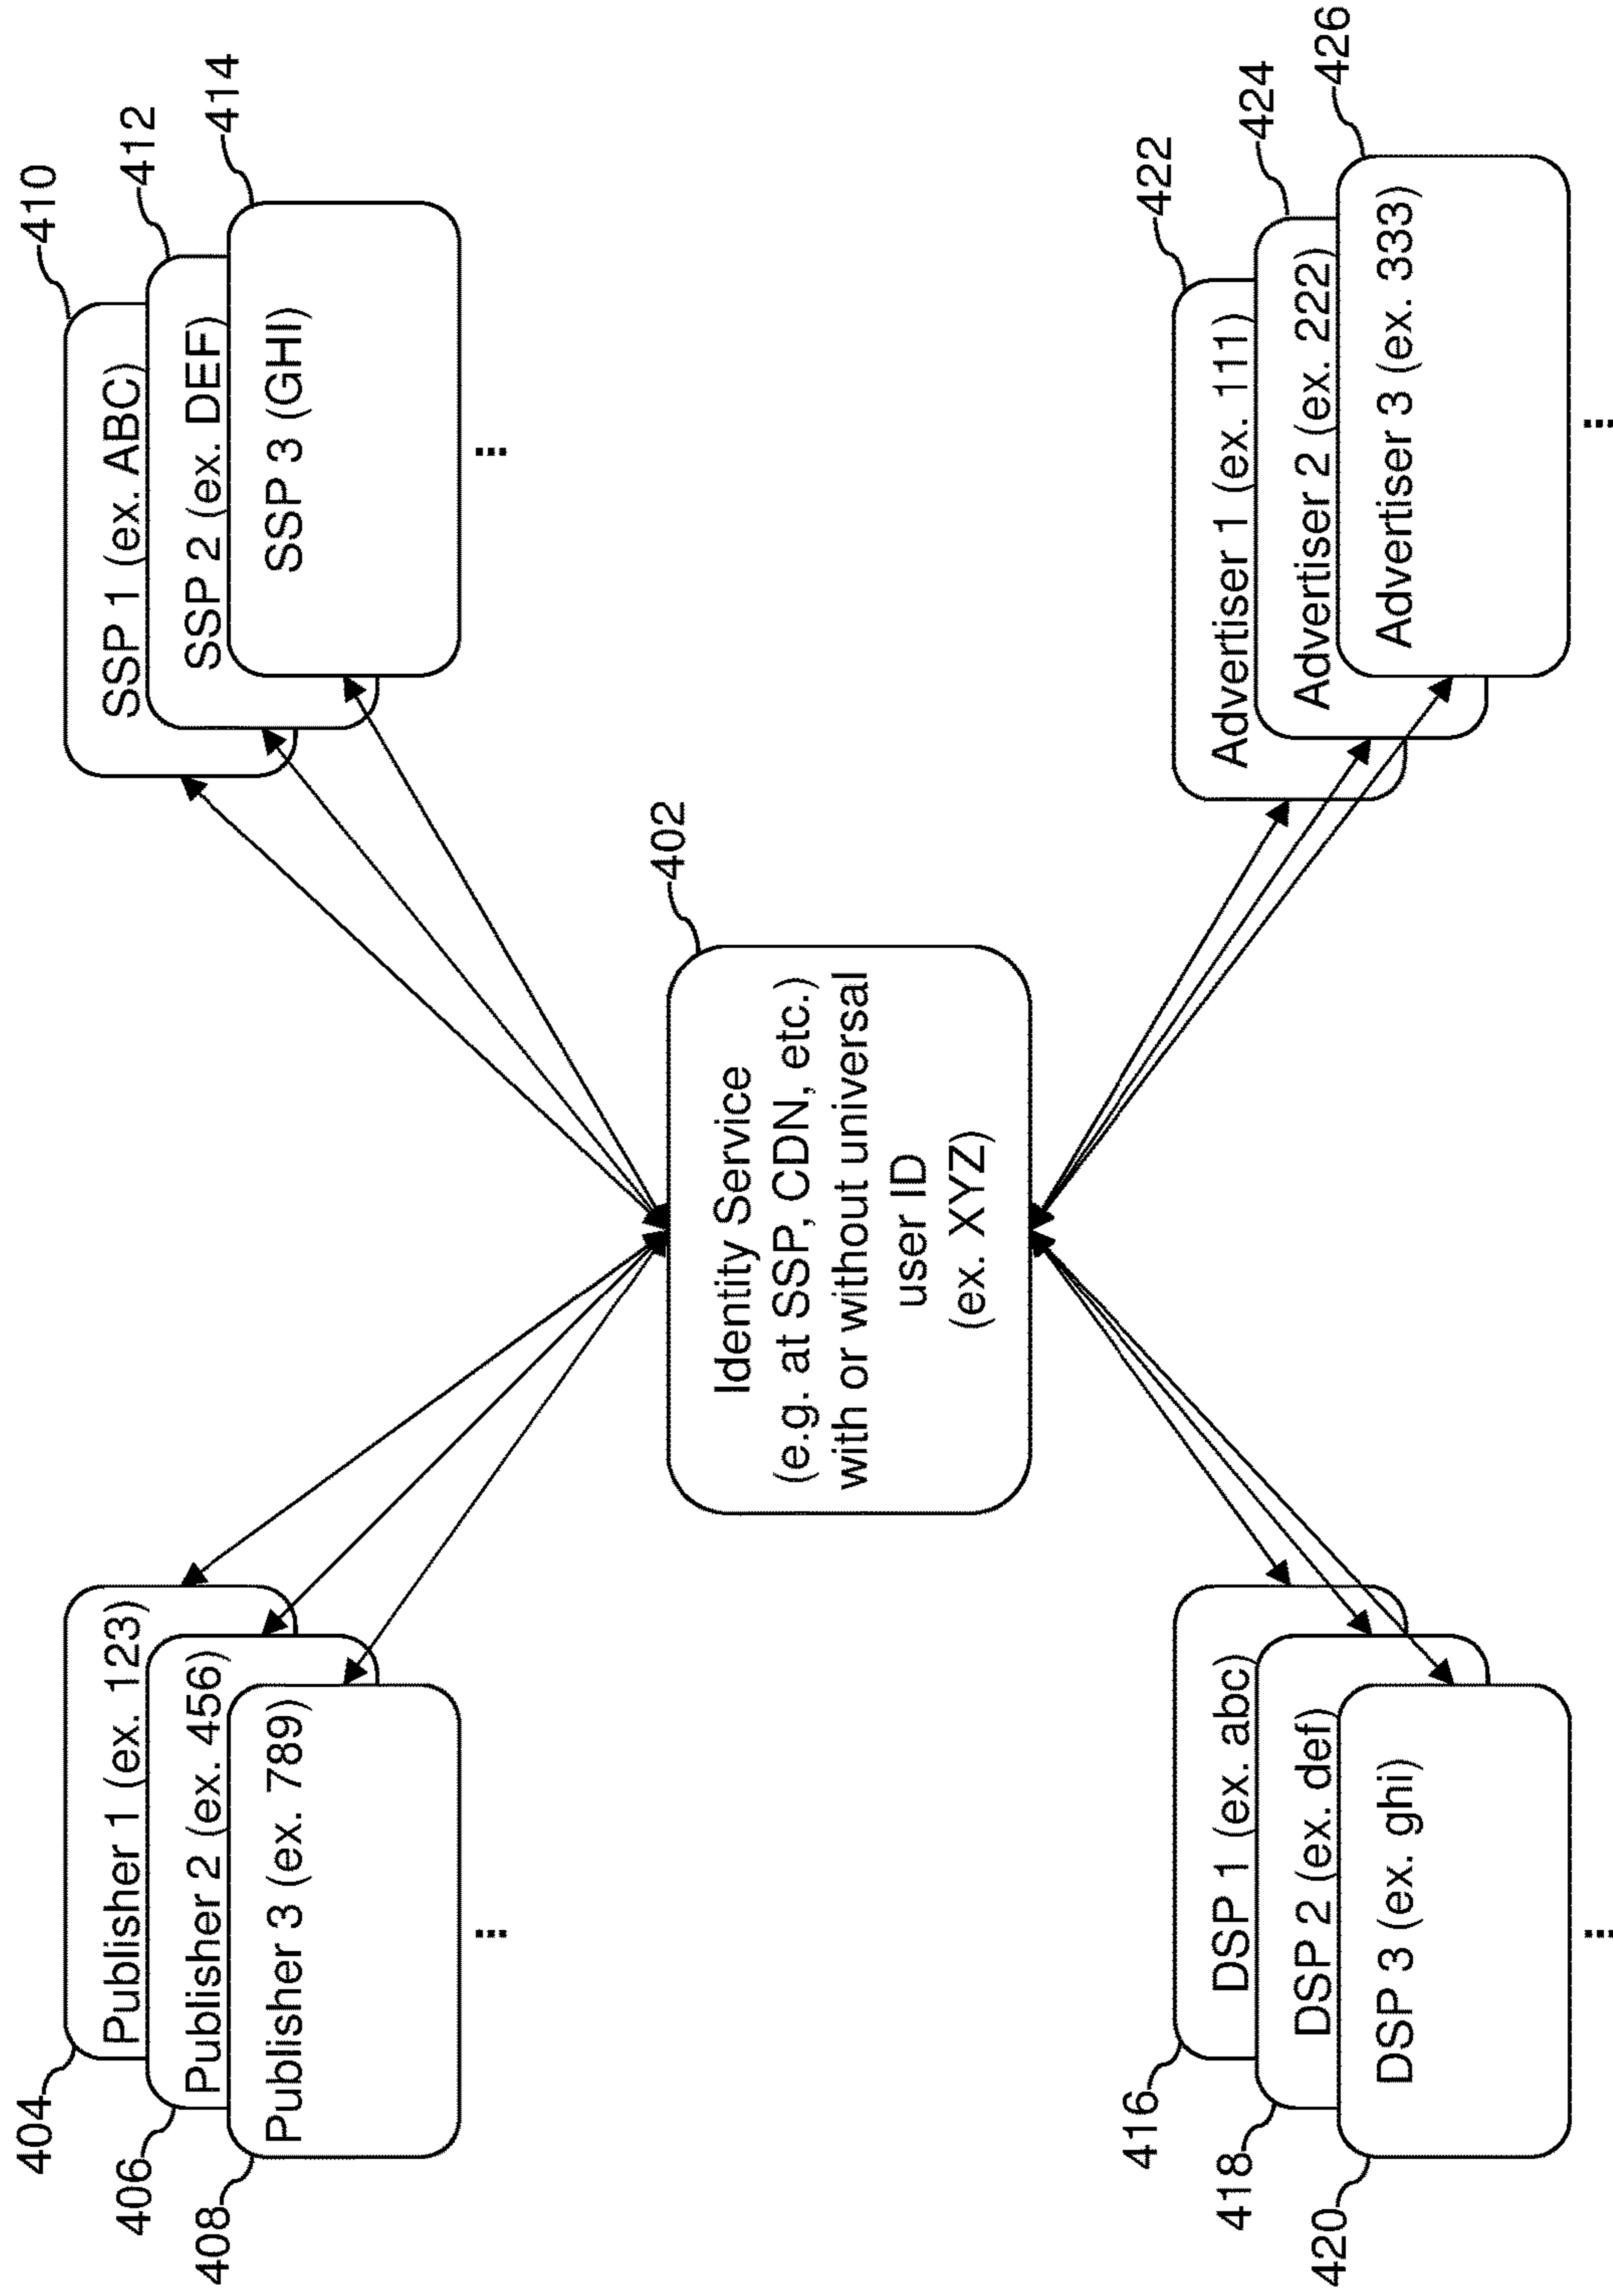 404
Publisher 1 (ex. 123)
406
Publisher 2 (ex. 456)
408
Publisher 3 (ex. 789)
...
410
SSP 1 (ex. ABC)
412
SSP 2 (ex. DEF)
414
SSP 3 (GHI)
...
402
Identity Service
(e.g. at SSP, CDN, etc.)
with or without universal
user ID
(ex. XYZ)
416
DSP 1 (ex. abc)
418
DSP 2 (ex. def)
420
DSP 3 (ex. ghi)
...
422
Advertiser 1 (ex. 111)
424
Advertiser 2 (ex. 222)
426
Advertiser 3 (ex. 333)
...